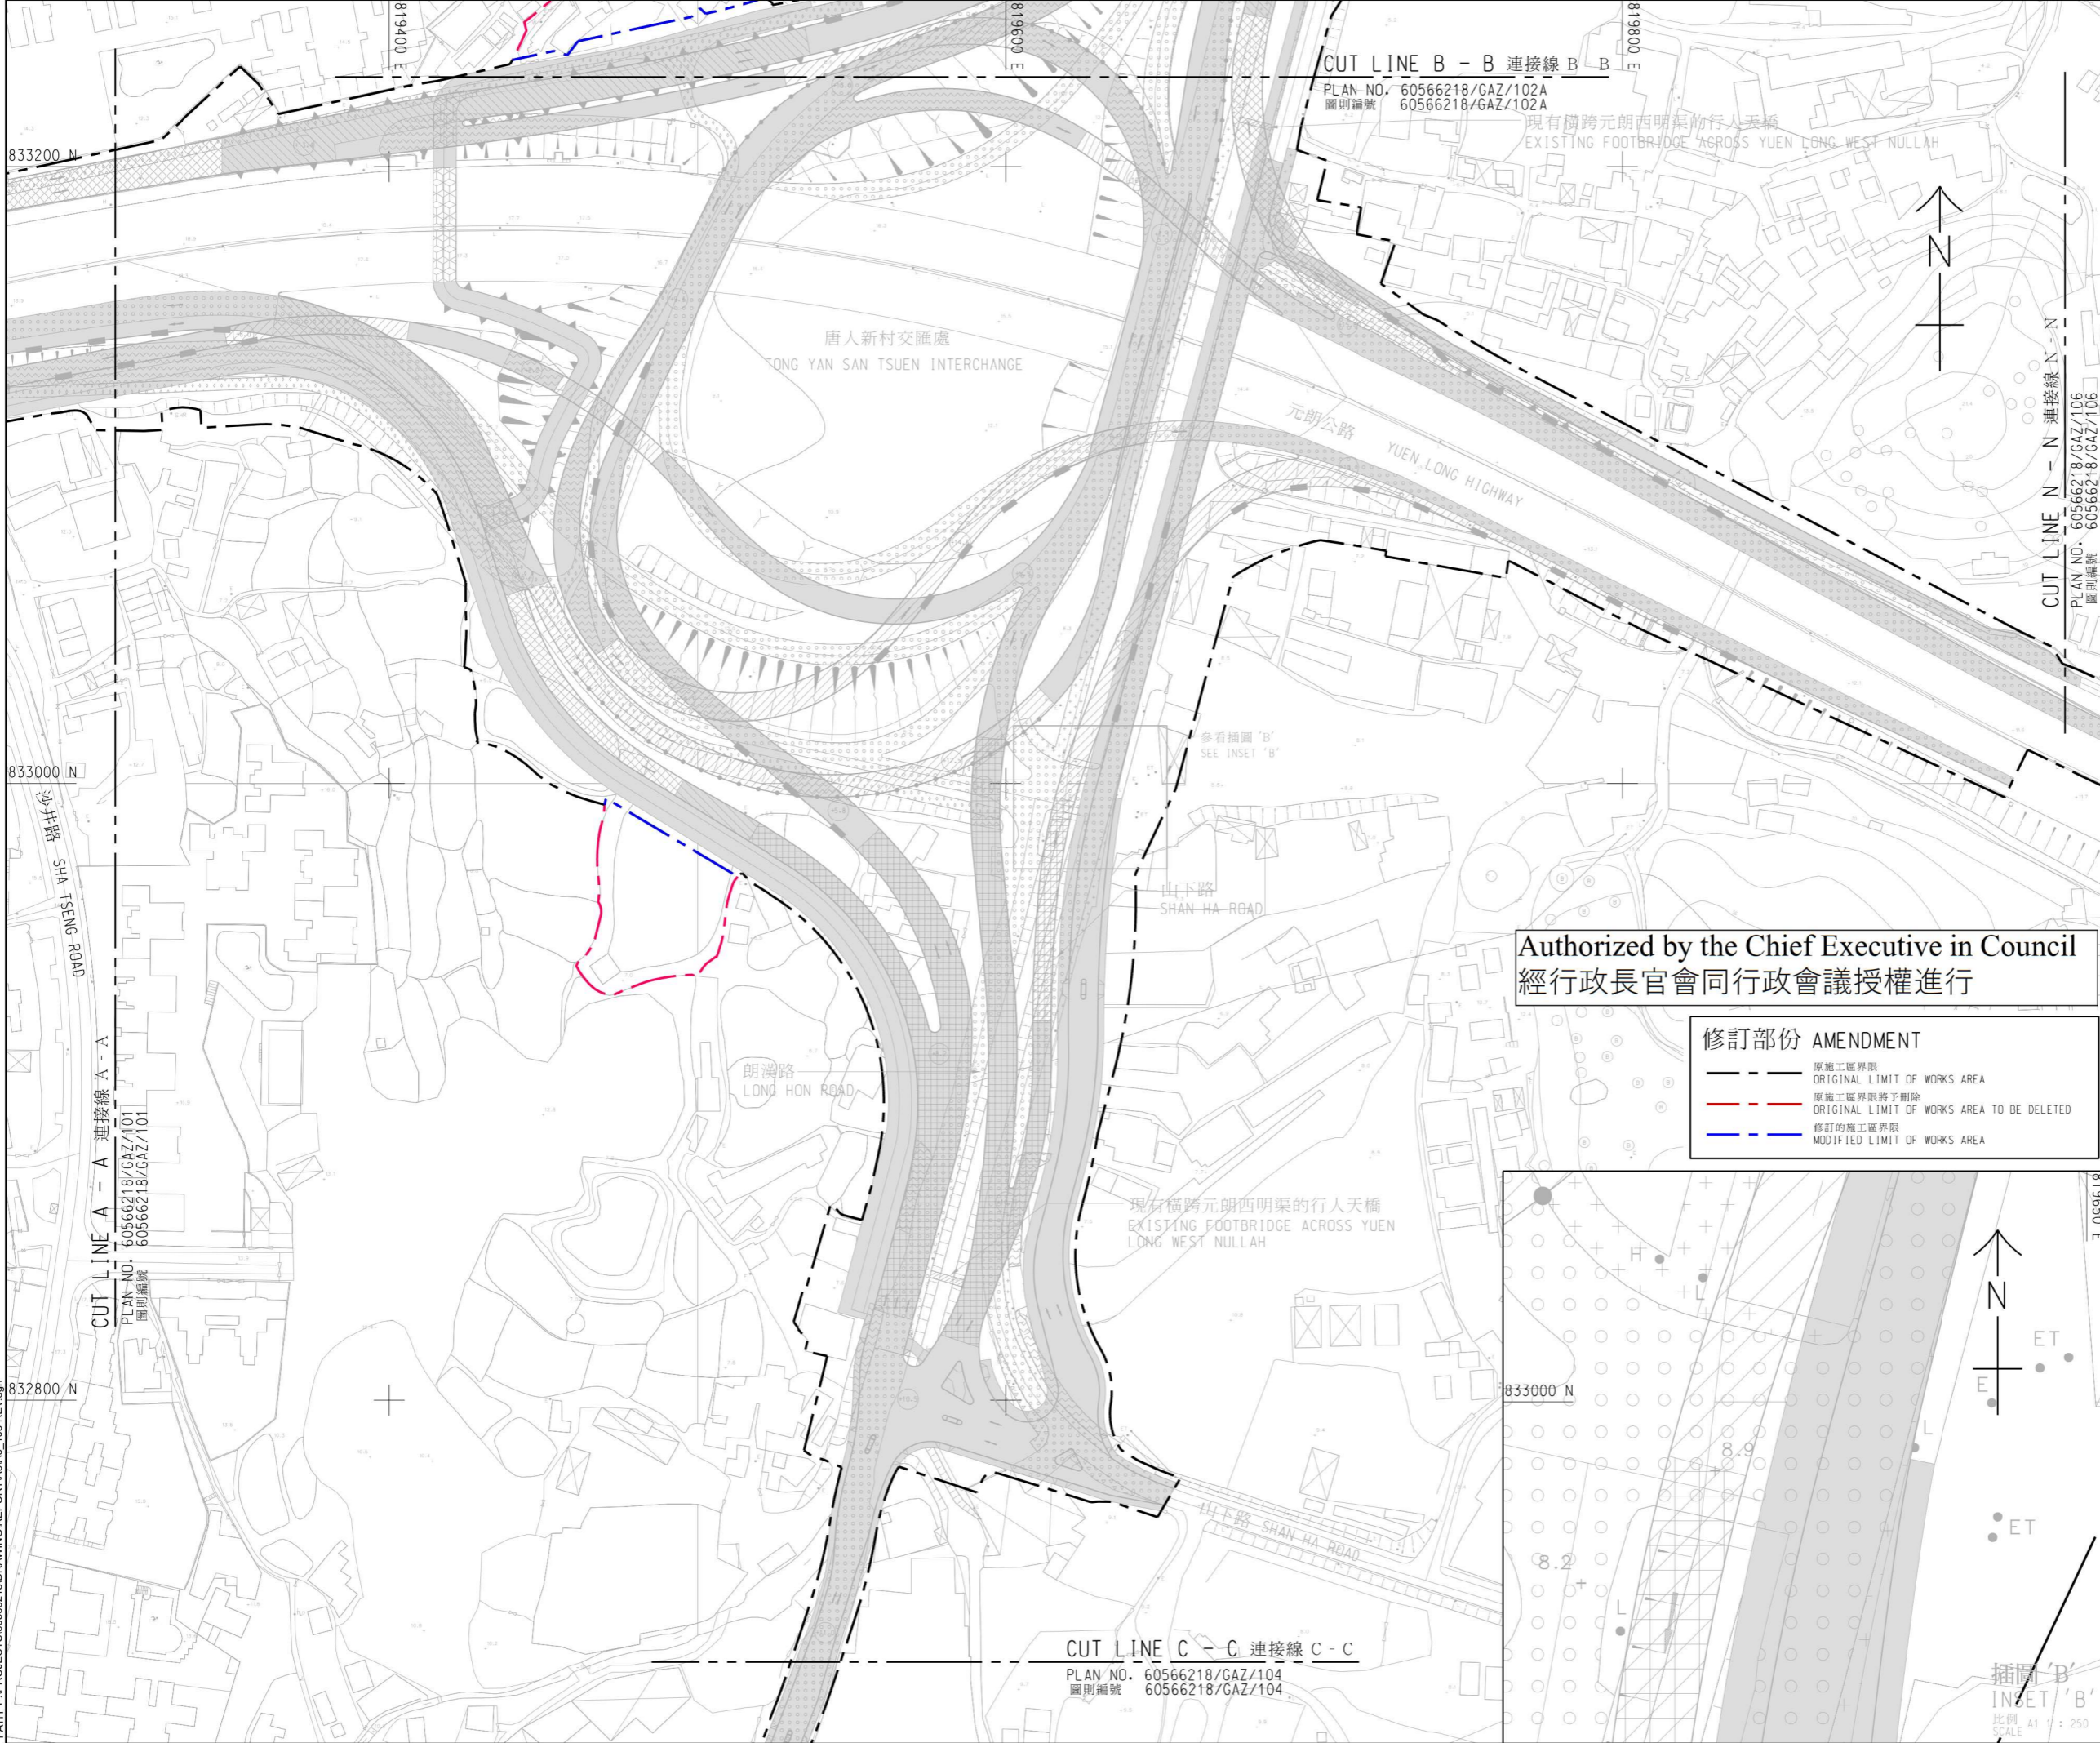 819400 E
819600 E
819800 E
CUT LINE B - B 連接線 B - B
PLAN NO. 60566218/GAZ/102A
圖則編號 60566218/GAZ/102A
現有橫跨元朗西明渠的行人天橋
EXISTING FOOTBRIDGE ACROSS YUEN LONG WEST NULLAH
833200 N
N
唐人新村交匯處
TONG YAN SAN TSUEN INTERCHANGE
元朗公路 YUEN LONG HIGHWAY
CUT LINE N - N 連接線 N - N
PLAN NO. 60566218/GAZ/106
圖則編號 60566218/GAZ/106
參看插圖 'B'
SEE INSET 'B'
833000 N
沙井路 SHA TSENG ROAD
山下路
SHAN HA ROAD
Authorized by the Chief Executive in Council
經行政長官會同行政會議授權進行
修訂部份 AMENDMENT
原施工區界限
ORIGINAL LIMIT OF WORKS AREA
原施工區界限將予刪除
ORIGINAL LIMIT OF WORKS AREA TO BE DELETED
修訂的施工區界限
MODIFIED LIMIT OF WORKS AREA
朗漢路
LONG HON ROAD
CUT LINE A - A 連接線 A - A
PLAN NO. 60566218/GAZ/101
圖則編號 60566218/GAZ/101
現有橫跨元朗西明渠的行人天橋
EXISTING FOOTBRIDGE ACROSS YUEN
LONG WEST NULLAH
832800 N
山下路 SHAN HA ROAD
CUT LINE C - C 連接線 C - C
PLAN NO. 60566218/GAZ/104
圖則編號 60566218/GAZ/104
819650 E
H
L
N
ET
E
833000 N
L
8.9
ET
8.2
L
插圖 'B'
INSET 'B'
比例
SCALE A1 1 : 250